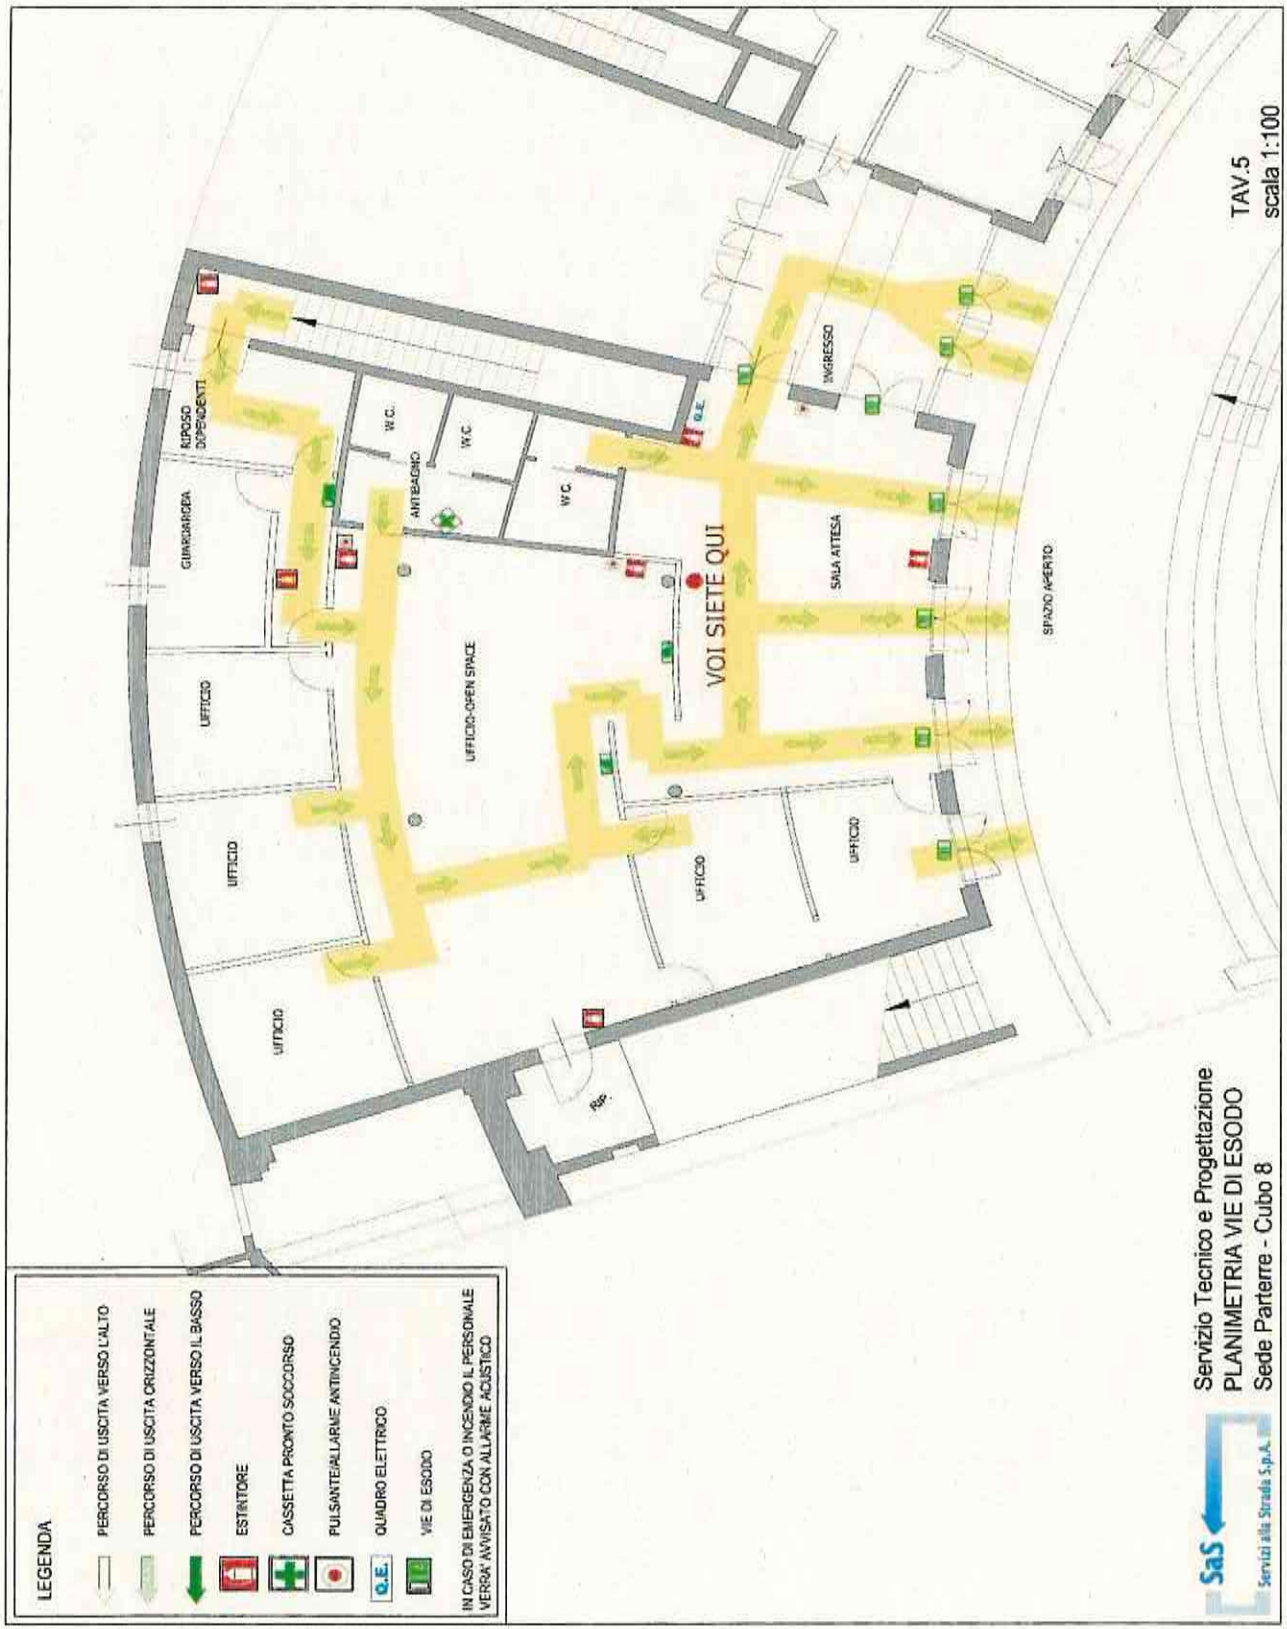 LEGENDA
PERCORSO DI USCITA VERSO L'ALTO
PERCORSO DI USCITA ORIZZONTALE
PERCORSO DI USCITA VERSO IL BASSO
ESTINTORE
CASSETTA PRONTO SOCCORSO
PULSANTE/ALLARME ANTINCENDIO
Q.E.
QUADRO ELETTRICO
VIE DI ESODO
IN CASO DI EMERGENZA O INCENDIO IL PERSONALE
VERRA' AVVISATO CON ALLARME ACUSTICO
UFFICIO
UFFICIO
UFFICIO
GUARDAROBA
RIPOSO
DIPENDENTI
W.C.
W.C.
W.C.
ANTIBAGNO
UFFICIO-OPEN SPACE
RIP.
UFFICIO
UFFICIO
VOI SIETE QUI
Q.E.
SALA ATTESA
INGRESSO
SPAZIO APERTO
SaS
Servizi alla Strada S.p.A.
Servizio Tecnico e Progettazione
PLANIMETRIA VIE DI ESODO
Sede Parterre - Cubo 8
TAV.5
scala 1:100